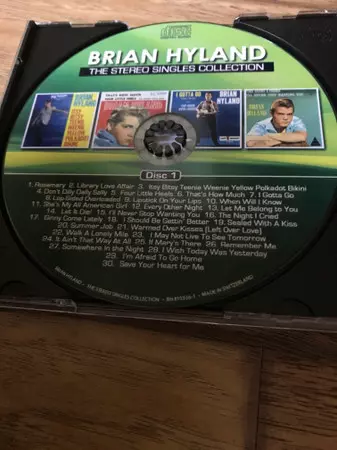 BRIAN HYLAND
THE STEREO SINGLES COLLECTION
BRIAN HYLAND
BRIAN HYLAND
BRIAN HYLAND
Disc 1
1. Rosemary 2. Library Love Affair 3. Itsy Bitsy Teenie Weenie Yellow Polkadot Bikini
4. Don't Dilly Dally Sally 5. Four Little Heels 6. That's How Much 7. I Gotta Go
8. Lop-Sided Overloaded 9. Lipstick On Your Lips 10. When Will I Know
11. She's My All American Girl 12. Every Other Night 13. Let Me Belong to You
14. Let It Die! 15. I'll Never Stop Wanting You 16. The Night I Cried
17. Ginny Come Lately 18. I Should Be Gettin' Better 19. Sealed With A Kiss
20. Summer Job 21. Warmed Over Kisses (Left Over Love)
22. Walk A Lonely Mile 23. I May Not Live To See Tomorrow
24. It Ain't That Way At All 25. If Mary's There 26. Remember Me
27. Somewhere In the Night 28. I Wish Today Was Yesterday
29. I'm Afraid To Go Home
30. Save Your Heart for Me